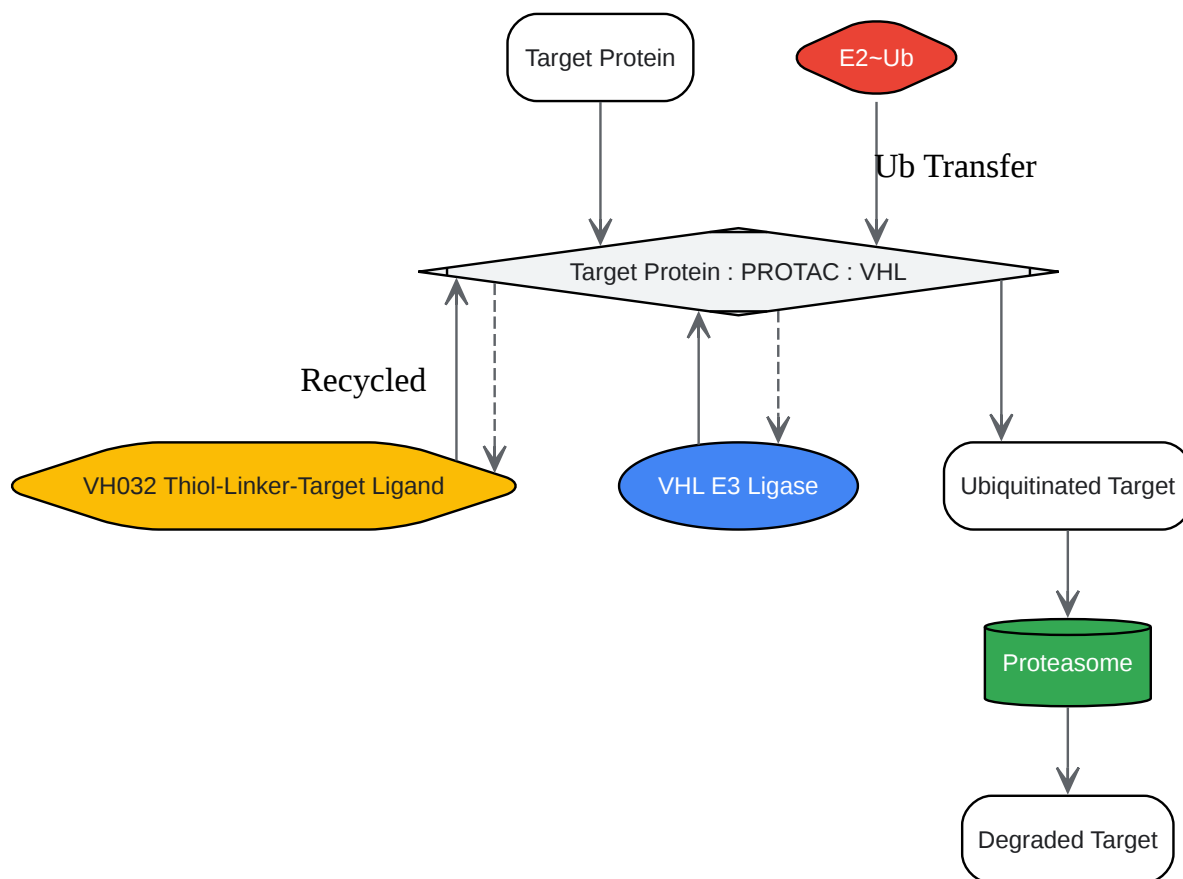 Target Protein
E2~Ub
Ub Transfer
Target Protein : PROTAC : VHL
Recycled
VH032 Thiol-Linker-Target Ligand
VHL E3 Ligase
Ubiquitinated Target
Proteasome
Degraded Target